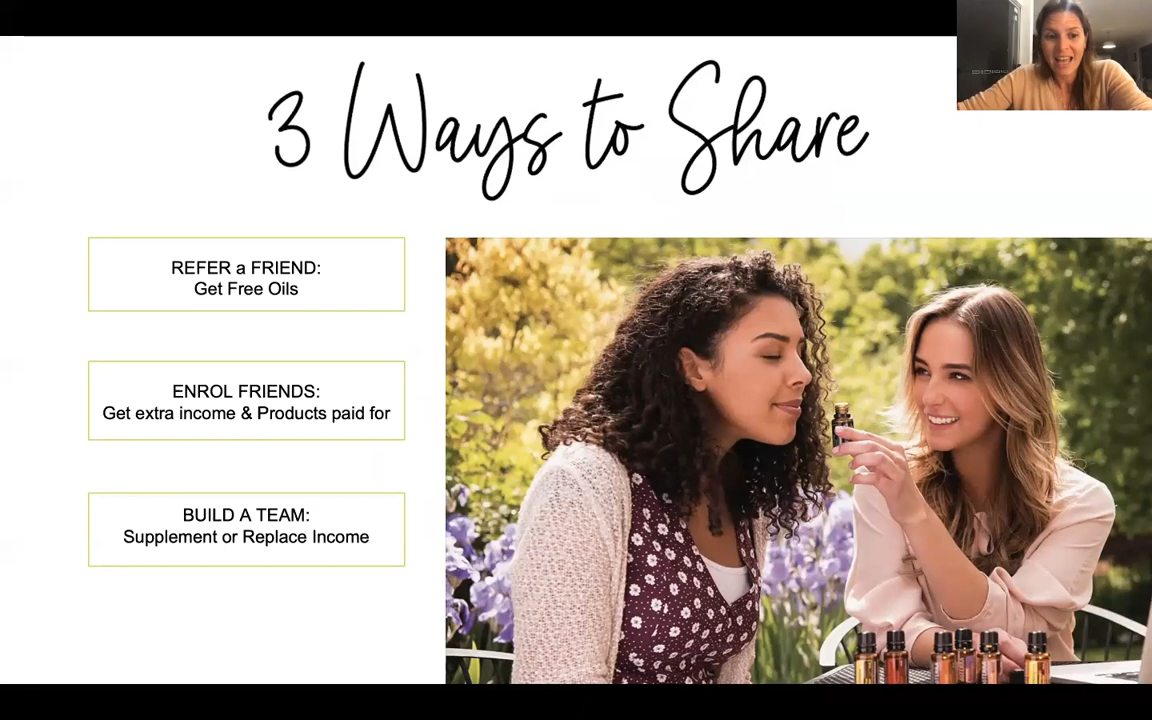 3 Ways to Share
REFER a FRIEND:
Get Free Oils
ENROL FRIENDS:
Get extra income & Products paid for
BUILD A TEAM:
Supplement or Replace Income